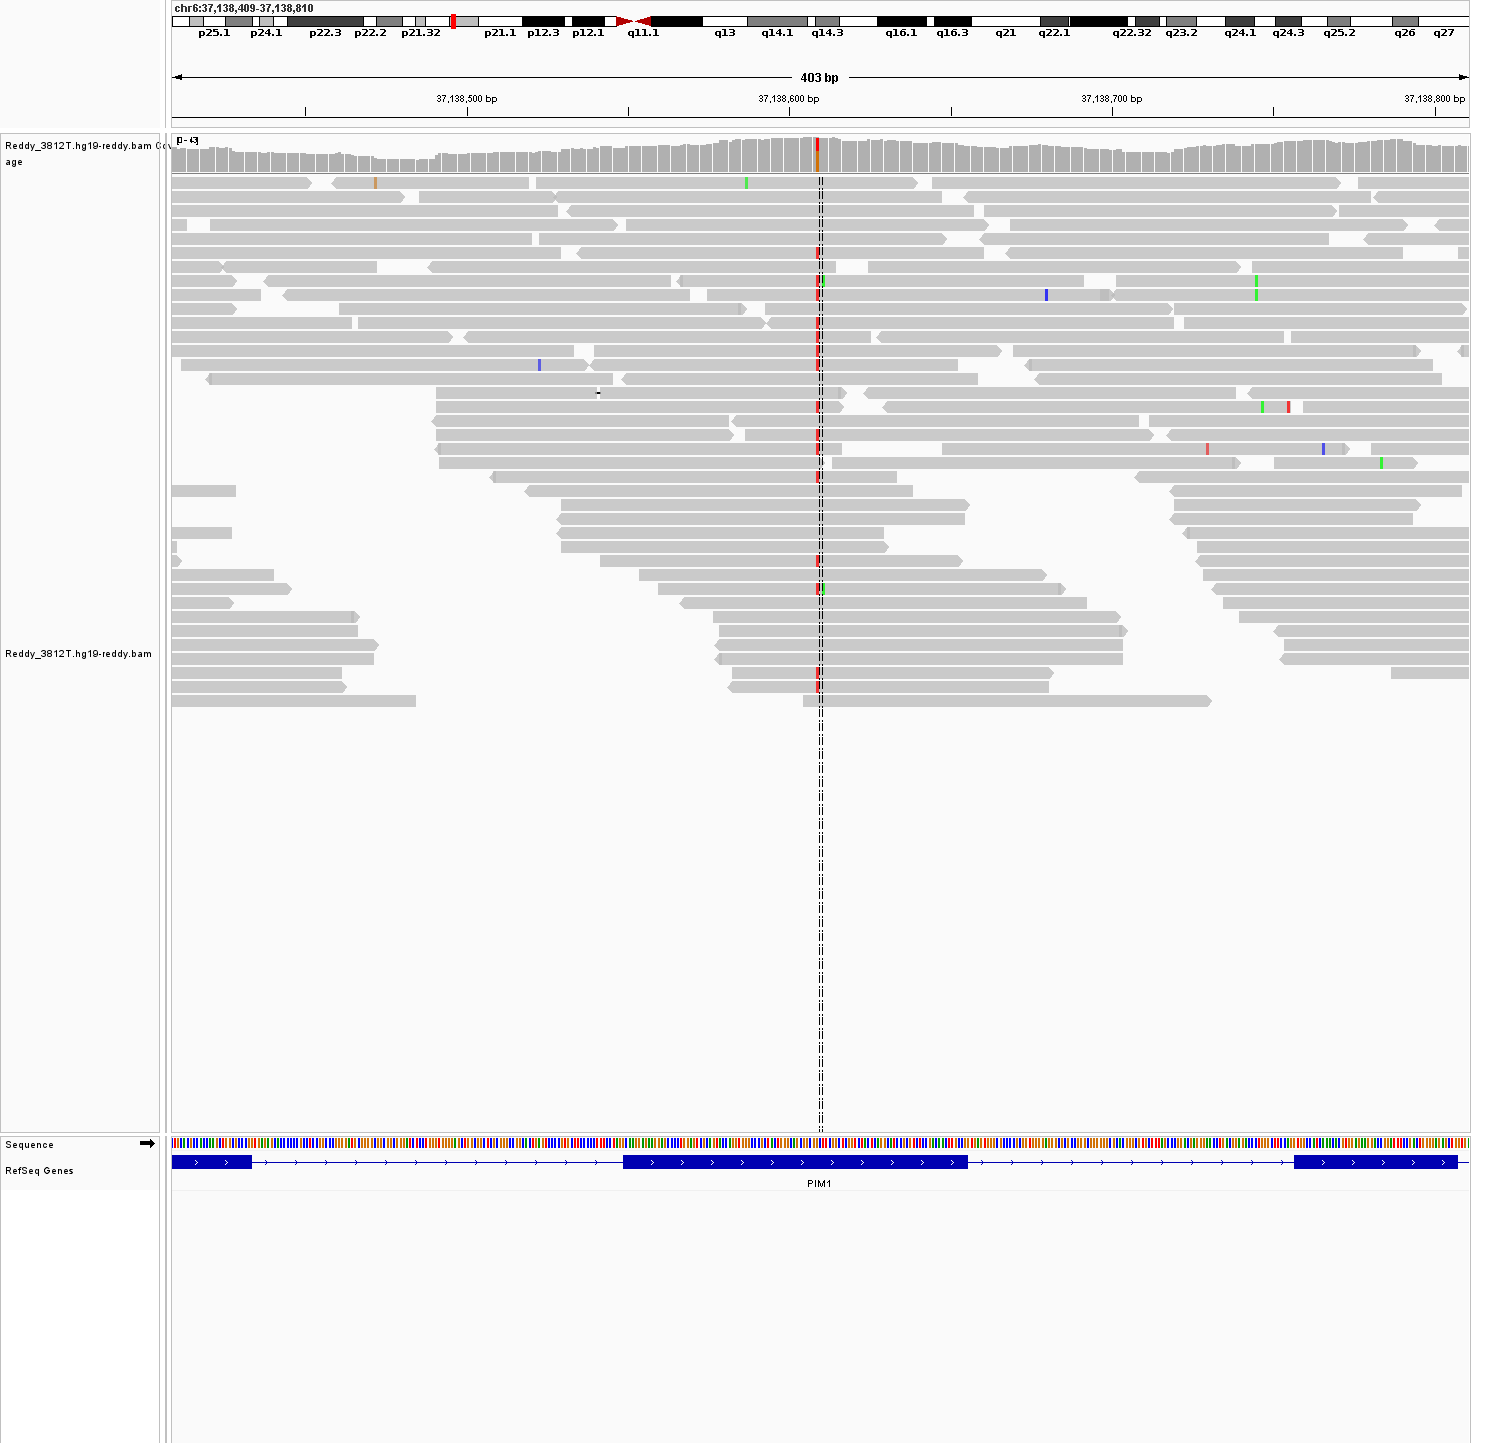 chr6:37,138,409-37,138,810
p25.1 p24.1 p22.3 p22.2 p21.32 p21.1 p12.3 p12.1 q11.1 q13 q14.1 q14.3 q16.1 q16.3 q21 q22.1 q22.32 q23.2 q24.1 q24.3 q25.2 q26 q27
403 bp
37,138,500 bp 37,138,600 bp 37,138,700 bp 37,138,800 bp
Reddy_3812T.hg19-reddy.bam Cov
age
[0 - 43]
Reddy_3812T.hg19-reddy.bam
Sequence
RefSeq Genes
PIM1